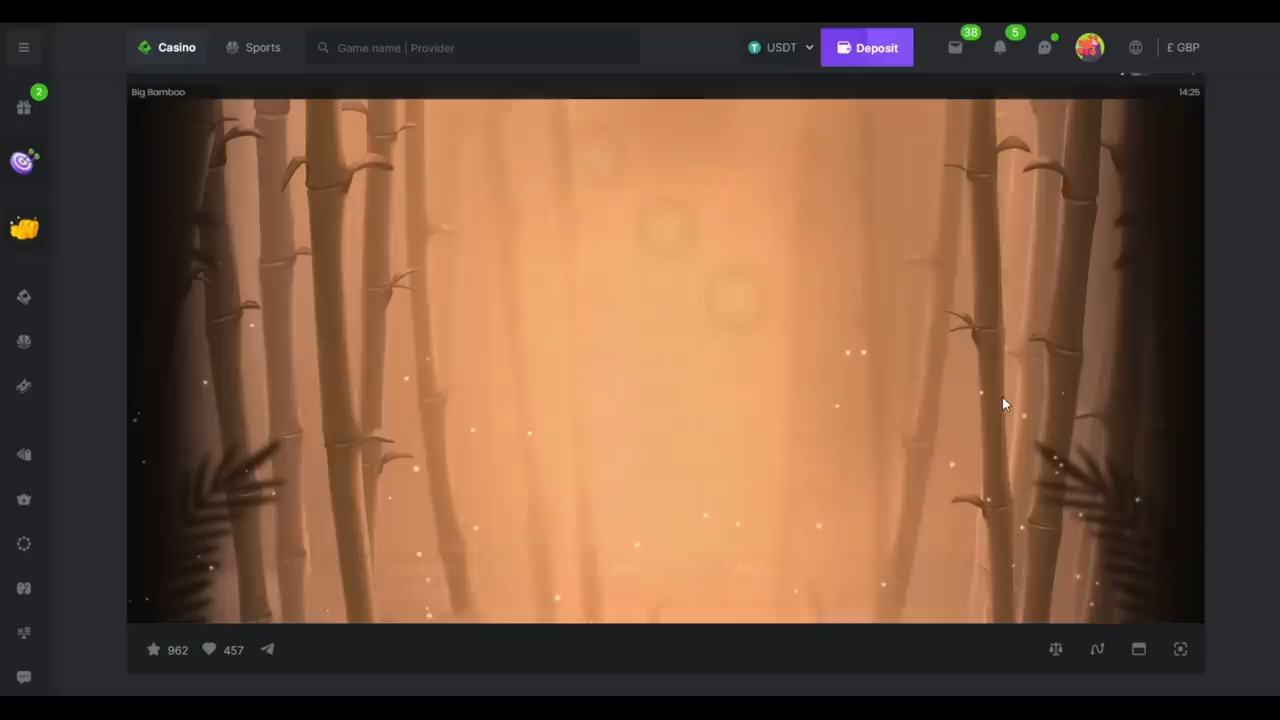 Casino
Sports
Game name | Provider
USDT
Deposit
38
5
£ GBP
2
Big Bamboo
14:25
962
457